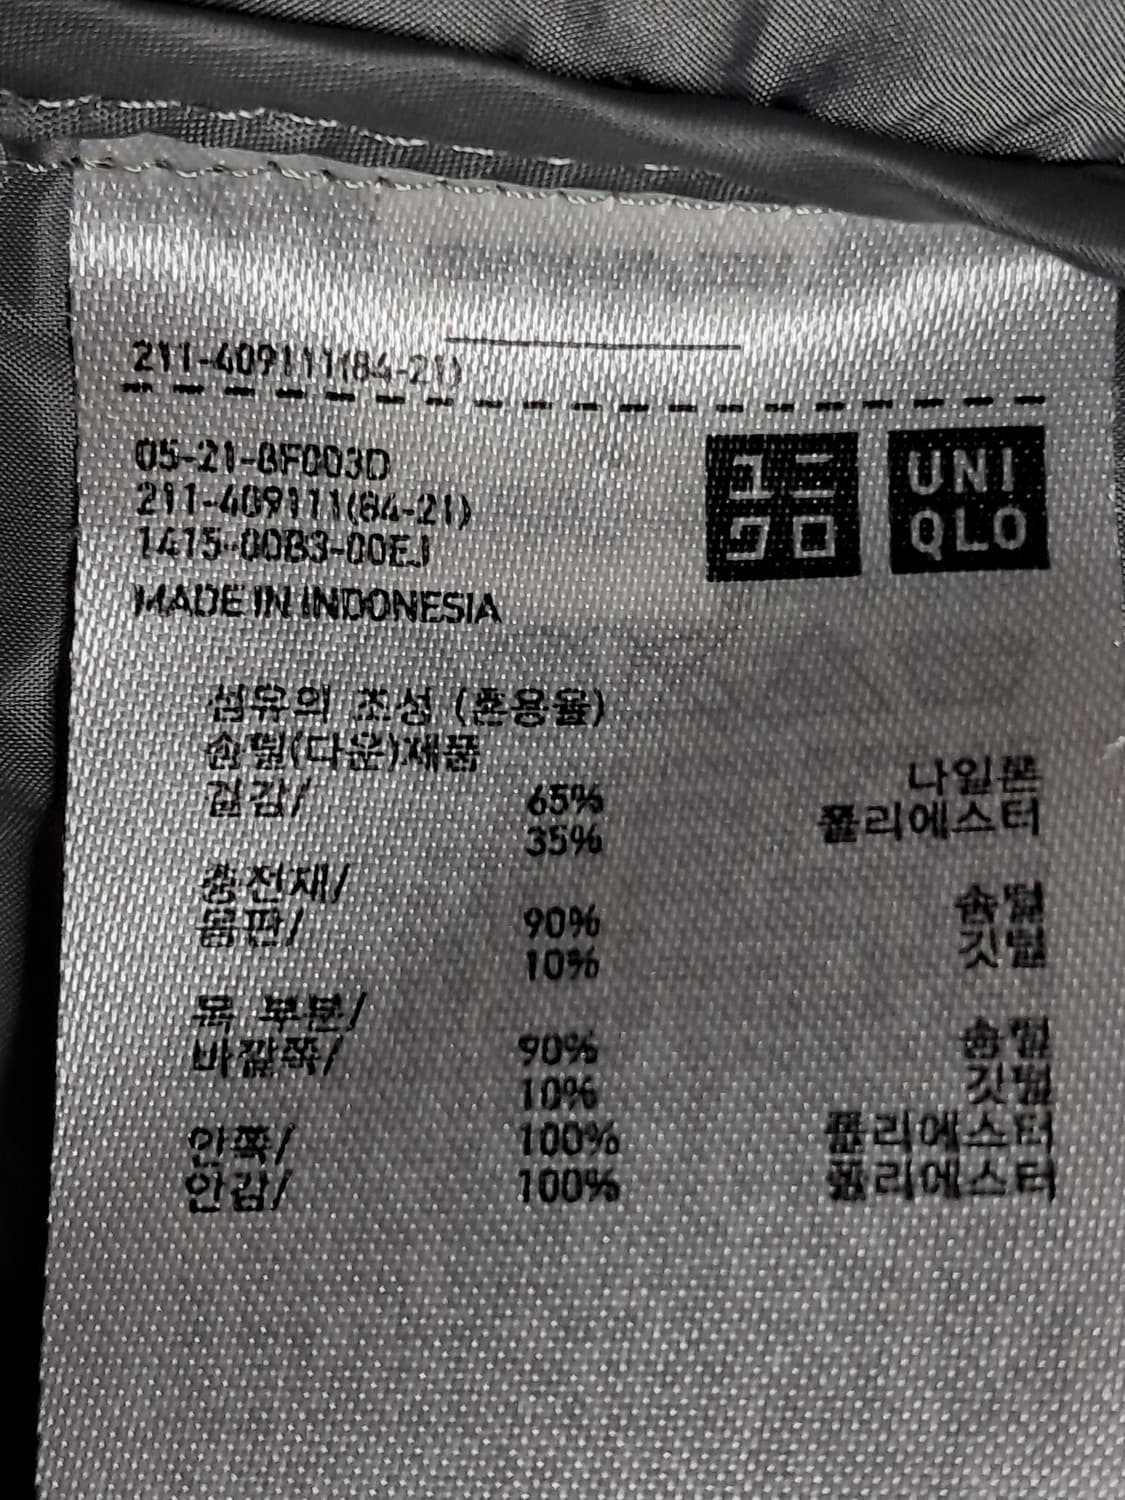 211-409111(84-21)
05-21-8F003D
211-409111(84-21)
1415-00B3-00EJ
MADE IN INDONESIA
ユニ
クロ
UNI
QLO
섬유의 조성 (혼용율)
솜털(다운)제품
겉감/ 65% 나일론
35% 폴리에스터
충전재/
몸판/ 90% 솜털
10% 깃털
목 부분/
바깥쪽/ 90% 솜털
10% 깃털
안쪽/ 100% 폴리에스터
안감/ 100% 폴리에스터